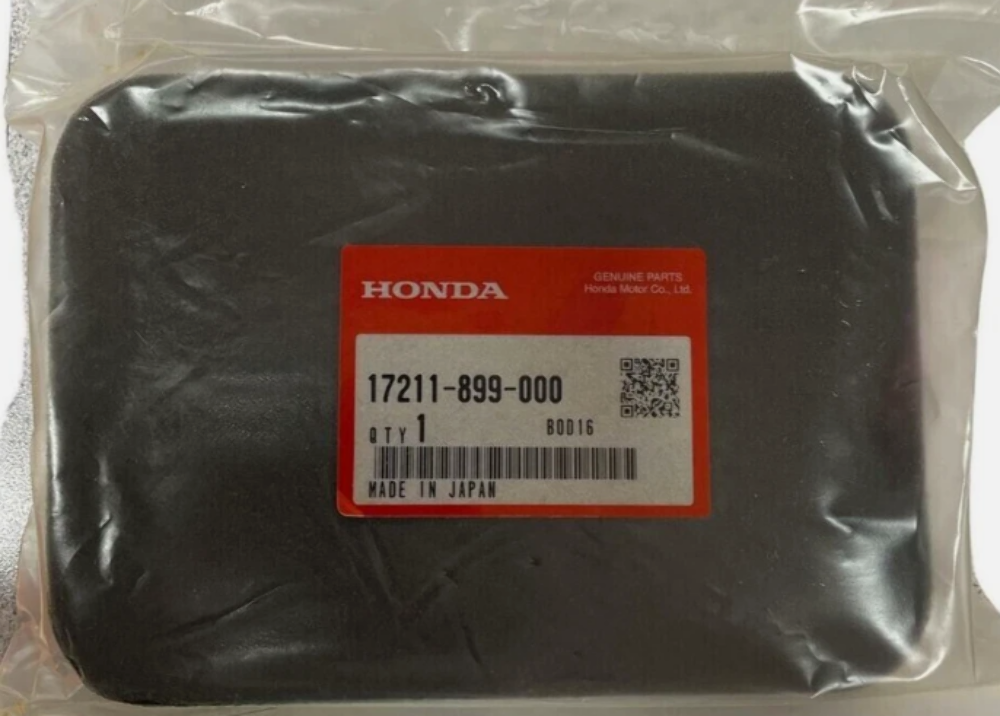 HONDA
GENUINE PARTS
Honda Motor Co., Ltd.
17211-899-000
QTY 1
B0D16
MADE IN JAPAN